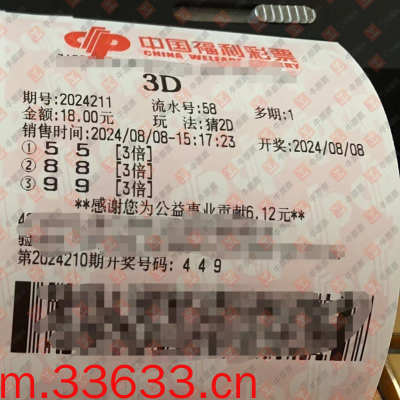 中国福利彩票
CHINA WELFARE LOTTERY
3D
期号:2024211 流水号:58 多期:1
金额:18.00元 玩 法:猜2D
销售时间:2024/08/08-15:17:23 开奖:2024/08/08
① 5 5 [3倍]
② 8 8 [3倍]
③ 9 9 [3倍]
**感谢您为公益事业贡献6.12元**
第2024210期开奖号码: 4 4 9
m.33633.cn